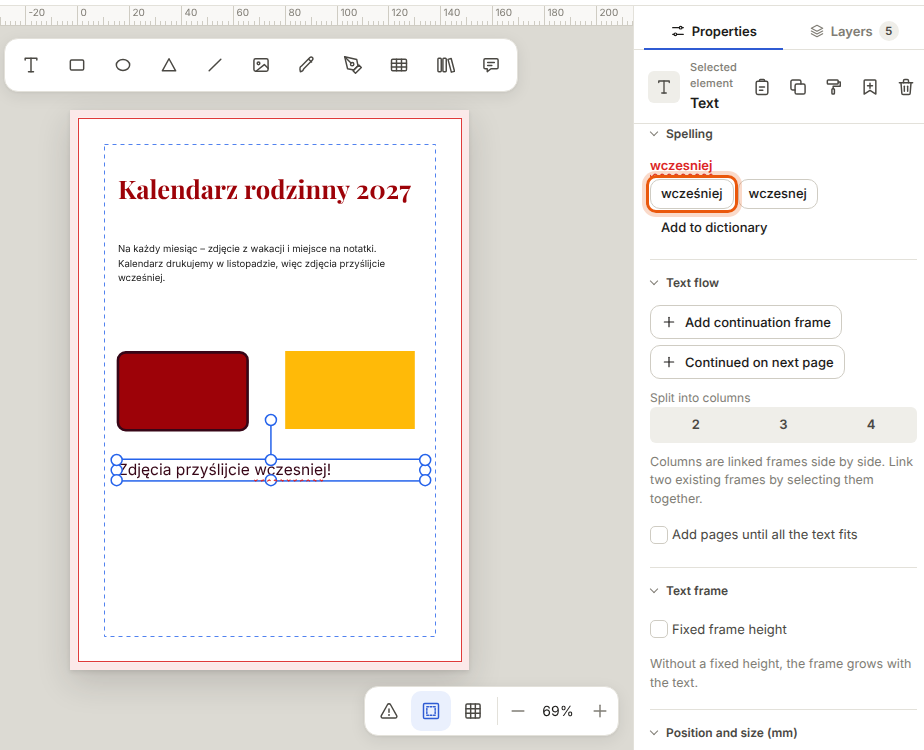 -20 0 20 40 60 80 100 120 140 160 180 200
Properties
Layers 5
Selected element
Text
Spelling
wczesniej
wcześniej wczesnej
Add to dictionary
Text flow
Add continuation frame
Continued on next page
Split into columns
2 3 4
Columns are linked frames side by side. Link
two existing frames by selecting them
together.
Add pages until all the text fits
Text frame
Fixed frame height
Without a fixed height, the frame grows with
the text.
Position and size (mm)
Kalendarz rodzinny 2027
Na każdy miesiąc – zdjęcie z wakacji i miejsce na notatki.
Kalendarz drukujemy w listopadzie, więc zdjęcia przyślijcie
wcześniej.
Zdjęcia przyślijcie wczesniej!
69%